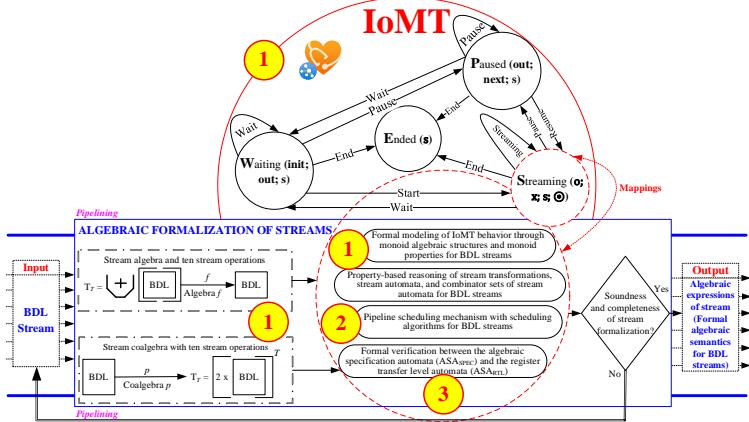 IoMT
1
Pause
Paused (out;
next; s)
Wait
Pause
Wait
End
Pause
Resume
Ended (s)
Streaming
Waiting (init;
out; s)
End
End
Streaming (o;
x; s; ⊙)
Start
Wait
Mappings
Pipelining
ALGEBRAIC FORMALIZATION OF STREAMS
Input
BDL
Stream
Stream algebra and ten stream operations
T_T = + BDL f BDL
Algebra f
1
Stream coalgebra with ten stream operations
BDL p T_T = 2 x BDL T
Coalgebra p
1
Formal modeling of IoMT behavior through
monoid algebraic structures and monoid
properties for BDL streams
Property-based reasoning of stream transformations,
stream automata, and combinator sets of stream
automata for BDL streams
2
Pipeline scheduling mechanism with scheduling
algorithms for BDL streams
Formal verification between the algebraic
specification automata (ASA_SPEC) and the register
transfer level automata (ASA_RTL)
3
Soundness
and completeness
of stream
formalization?
Yes
No
Output
Algebraic
expressions
of stream
(Formal
algebraic
semantics
for BDL
streams)
Pipelining